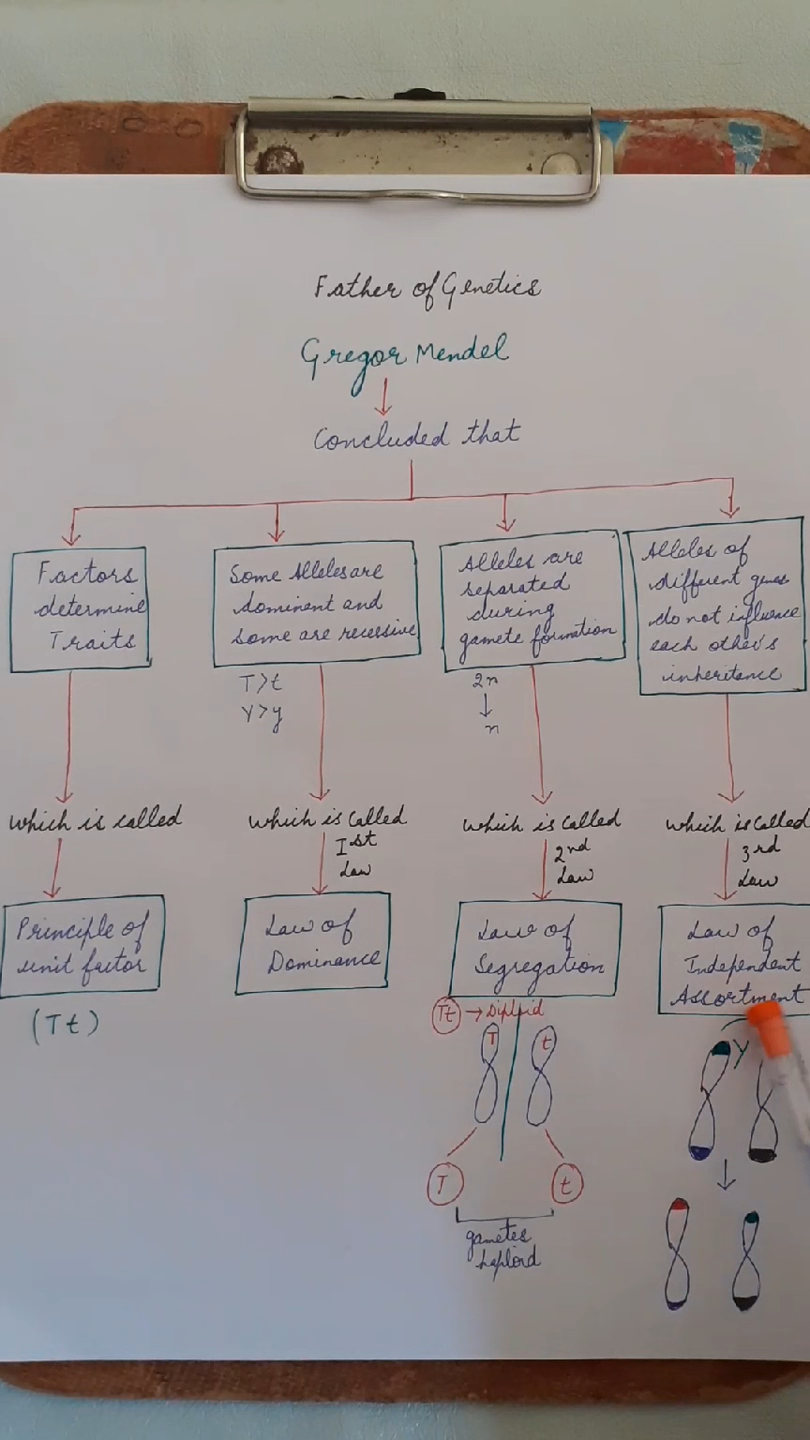 Father of Genetics
Gregor Mendel
Concluded that
Factors
determine
Traits
Some Alleles are
dominent and
some are recessive
T>t
Y>y
Alleles are
separated
during
gamete formation
2n
n
Alleles of
different genes
do not influence
each other's
inheritence
which is called
which is called
Ist
Law
which is called
2nd
Law
which is called
3rd
Law
Principle of
unit factor
(Tt)
Law of
Dominance
Law of
Segregation
Tt → Diploid
T
t
T
t
gametes
haploid
Law of
Independent
Assortment
Y